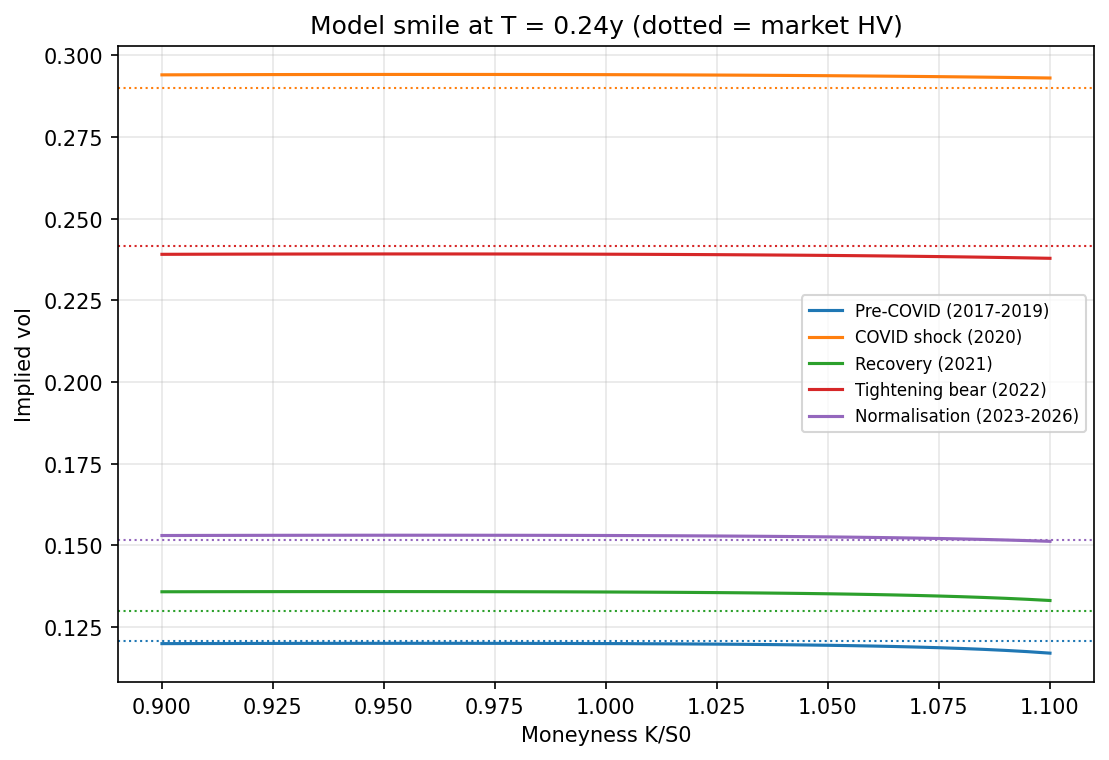 Model smile at T = 0.24y (dotted = market HV)
0.300
0.275
0.250
0.225
0.200
0.175
0.150
0.125
Implied vol
Pre-COVID (2017-2019)
COVID shock (2020)
Recovery (2021)
Tightening bear (2022)
Normalisation (2023-2026)
0.900 0.925 0.950 0.975 1.000 1.025 1.050 1.075 1.100
Moneyness K/S0